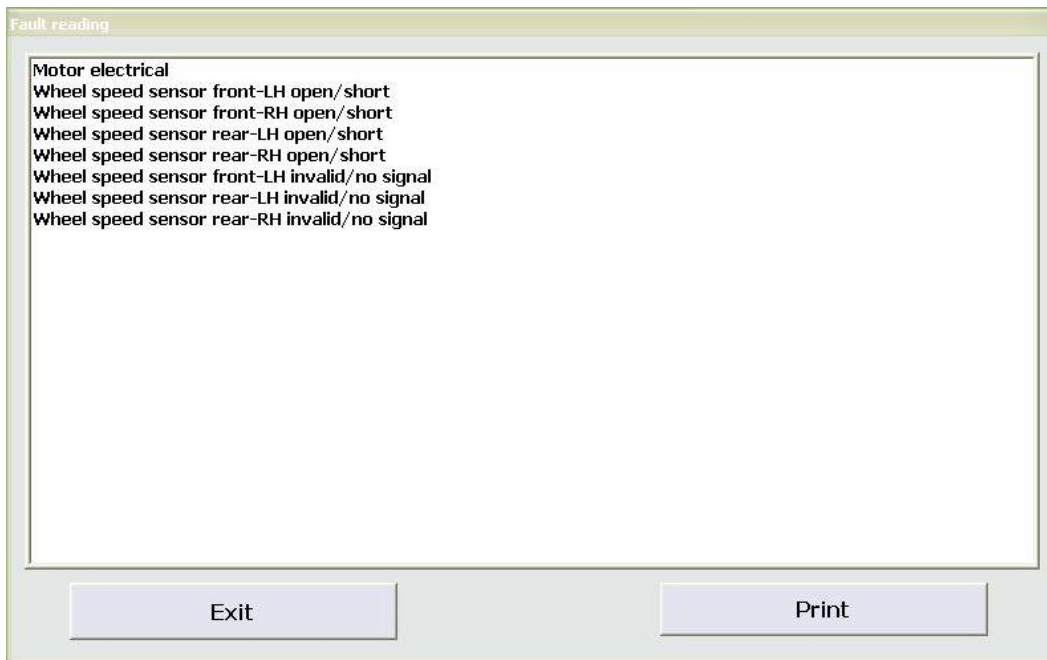 Fault reading
Motor electrical
Wheel speed sensor front-LH open/short
Wheel speed sensor front-RH open/short
Wheel speed sensor rear-LH open/short
Wheel speed sensor rear-RH open/short
Wheel speed sensor front-LH invalid/no signal
Wheel speed sensor rear-LH invalid/no signal
Wheel speed sensor rear-RH invalid/no signal
Exit
Print